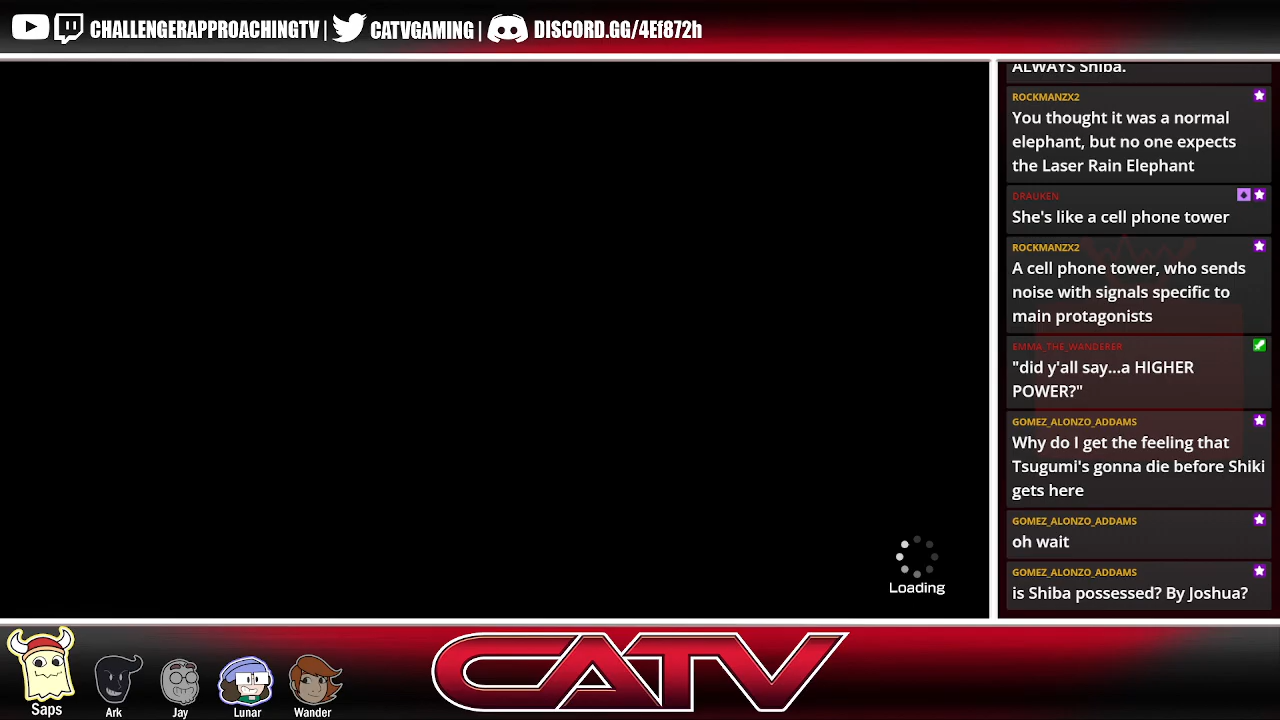 CHALLENGERAPPROACHINGTV | CATVGAMING | DISCORD.GG/4Ef872h
ALWAYS Shiba.
ROCKMANZX2
You thought it was a normal
elephant, but no one expects
the Laser Rain Elephant
DRAUKEN
She's like a cell phone tower
ROCKMANZX2
A cell phone tower, who sends
noise with signals specific to
main protagonists
EMMA_THE_WANDERER
"did y'all say...a HIGHER
POWER?"
GOMEZ_ALONZO_ADDAMS
Why do I get the feeling that
Tsugumi's gonna die before Shiki
gets here
GOMEZ_ALONZO_ADDAMS
oh wait
GOMEZ_ALONZO_ADDAMS
is Shiba possessed? By Joshua?
Loading
Saps
Ark
Jay
Lunar
Wander
CATV